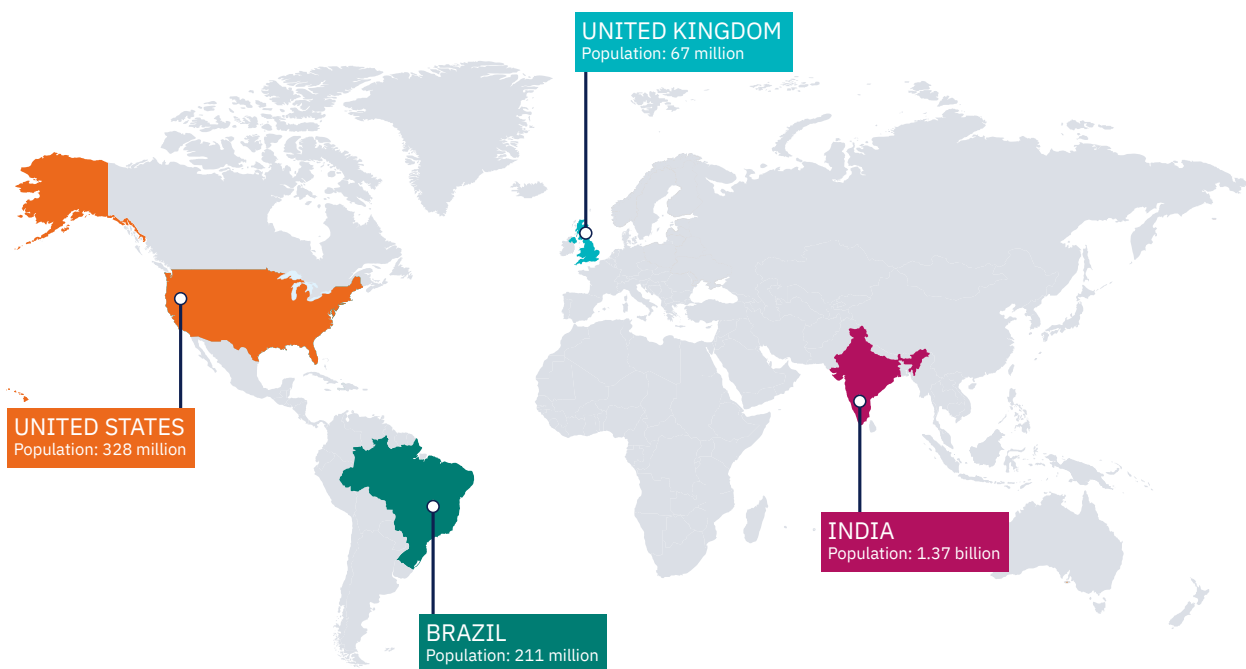 UNITED KINGDOM
Population: 67 million
UNITED STATES
Population: 328 million
INDIA
Population: 1.37 billion
BRAZIL
Population: 211 million